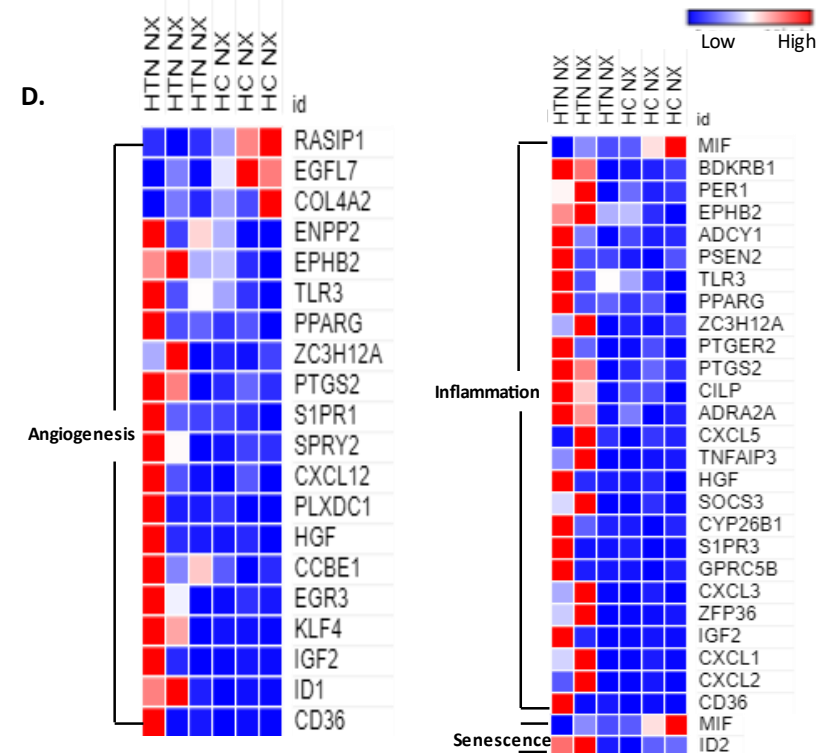 D.
HTN NX
HTN NX
HTN NX
HC NX
HC NX
HC NX
id
RASIP1
EGFL7
COL4A2
ENPP2
EPHB2
TLR3
PPARG
ZC3H12A
PTGS2
S1PR1
SPRY2
CXCL12
PLXDC1
HGF
CCBE1
EGR3
KLF4
IGF2
ID1
CD36
Angiogenesis
Low
High
HTN NX
HTN NX
HTN NX
HC NX
HC NX
HC NX
id
MIF
BDKRB1
PER1
EPHB2
ADCY1
PSEN2
TLR3
PPARG
ZC3H12A
PTGER2
PTGS2
CILP
ADRA2A
CXCL5
TNFAIP3
HGF
SOCS3
CYP26B1
S1PR3
GPRC5B
CXCL3
ZFP36
IGF2
CXCL1
CXCL2
CD36
MIF
ID2
Inflammation
Senescence